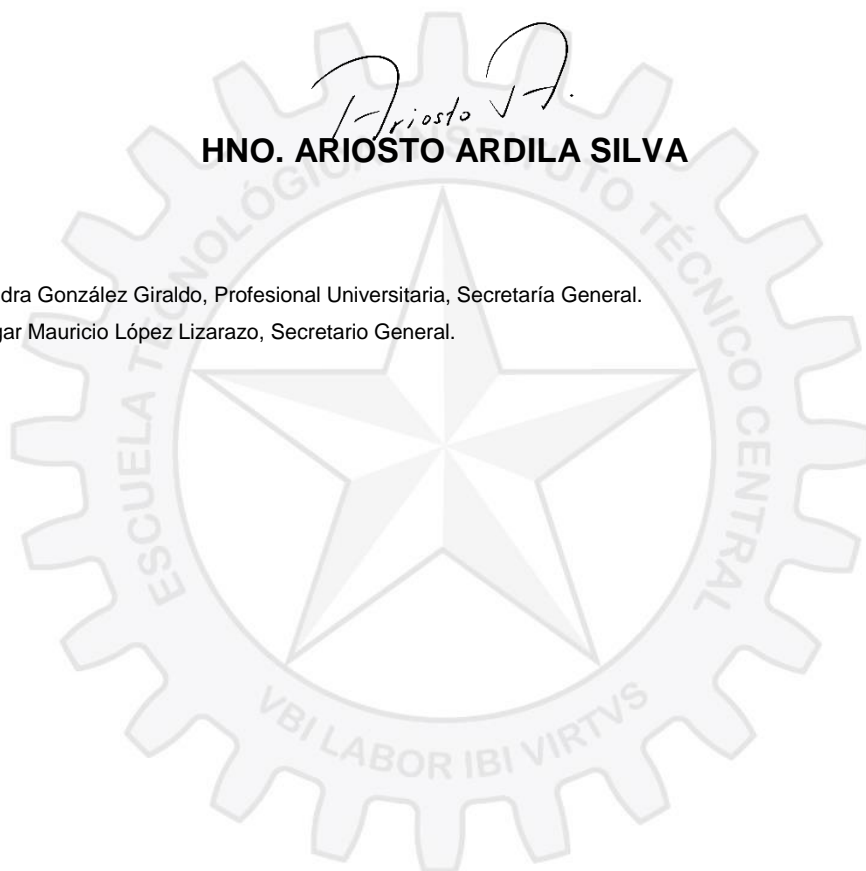 Ariosto A.
HNO. ARIOSTO ARDILA SILVA
dra González Giraldo, Profesional Universitaria, Secretaría General.
gar Mauricio López Lizarazo, Secretario General.
ESCUELA TECNOLÓGICA INSTITUTO TÉCNICO CENTRAL
VBI LABOR IBI VIRTVS